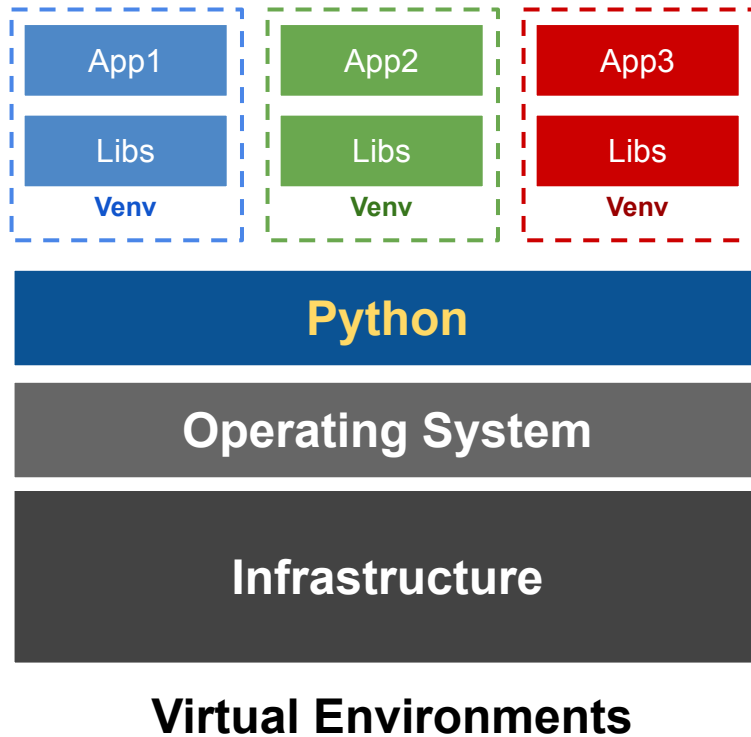 App1
App2
App3
Libs
Libs
Libs
Venv
Venv
Venv
Python
Operating System
Infrastructure
Virtual Environments